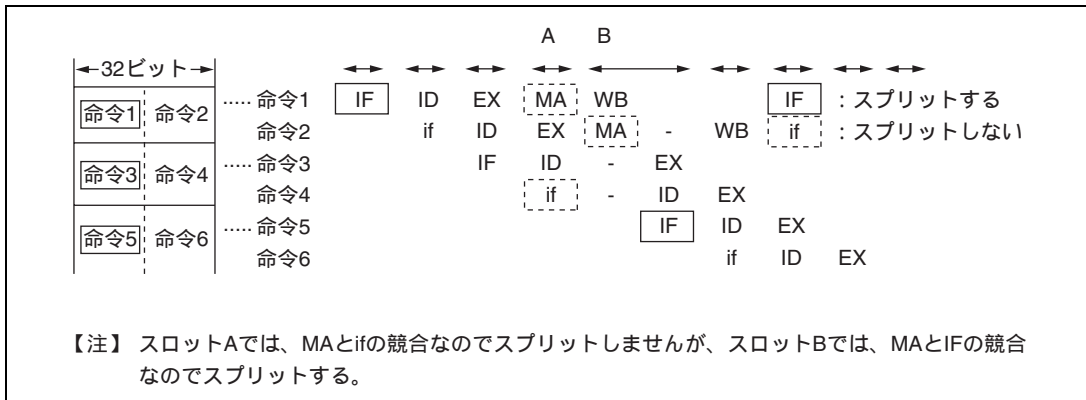 A B
32ビット
命令1 命令2 ..... 命令1 IF ID EX MA WB IF ：スプリットする
命令2 if ID EX MA - WB if ：スプリットしない
命令3 命令4 ..... 命令3 IF ID - EX
命令4 if - ID EX
命令5 命令6 ..... 命令5 IF ID EX
命令6 if ID EX
【注】 スロットAでは、MAとifの競合なのでスプリットしませんが、スロットBでは、MAとIFの競合
なのでスプリットする。